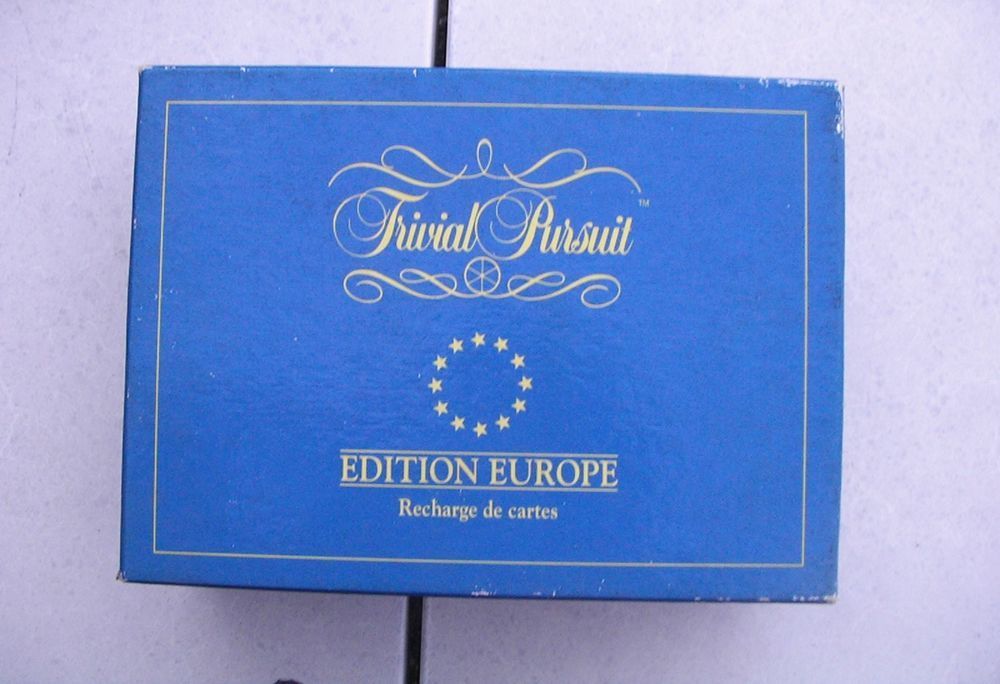 Trivial Pursuit™
EDITION EUROPE
Recharge de cartes